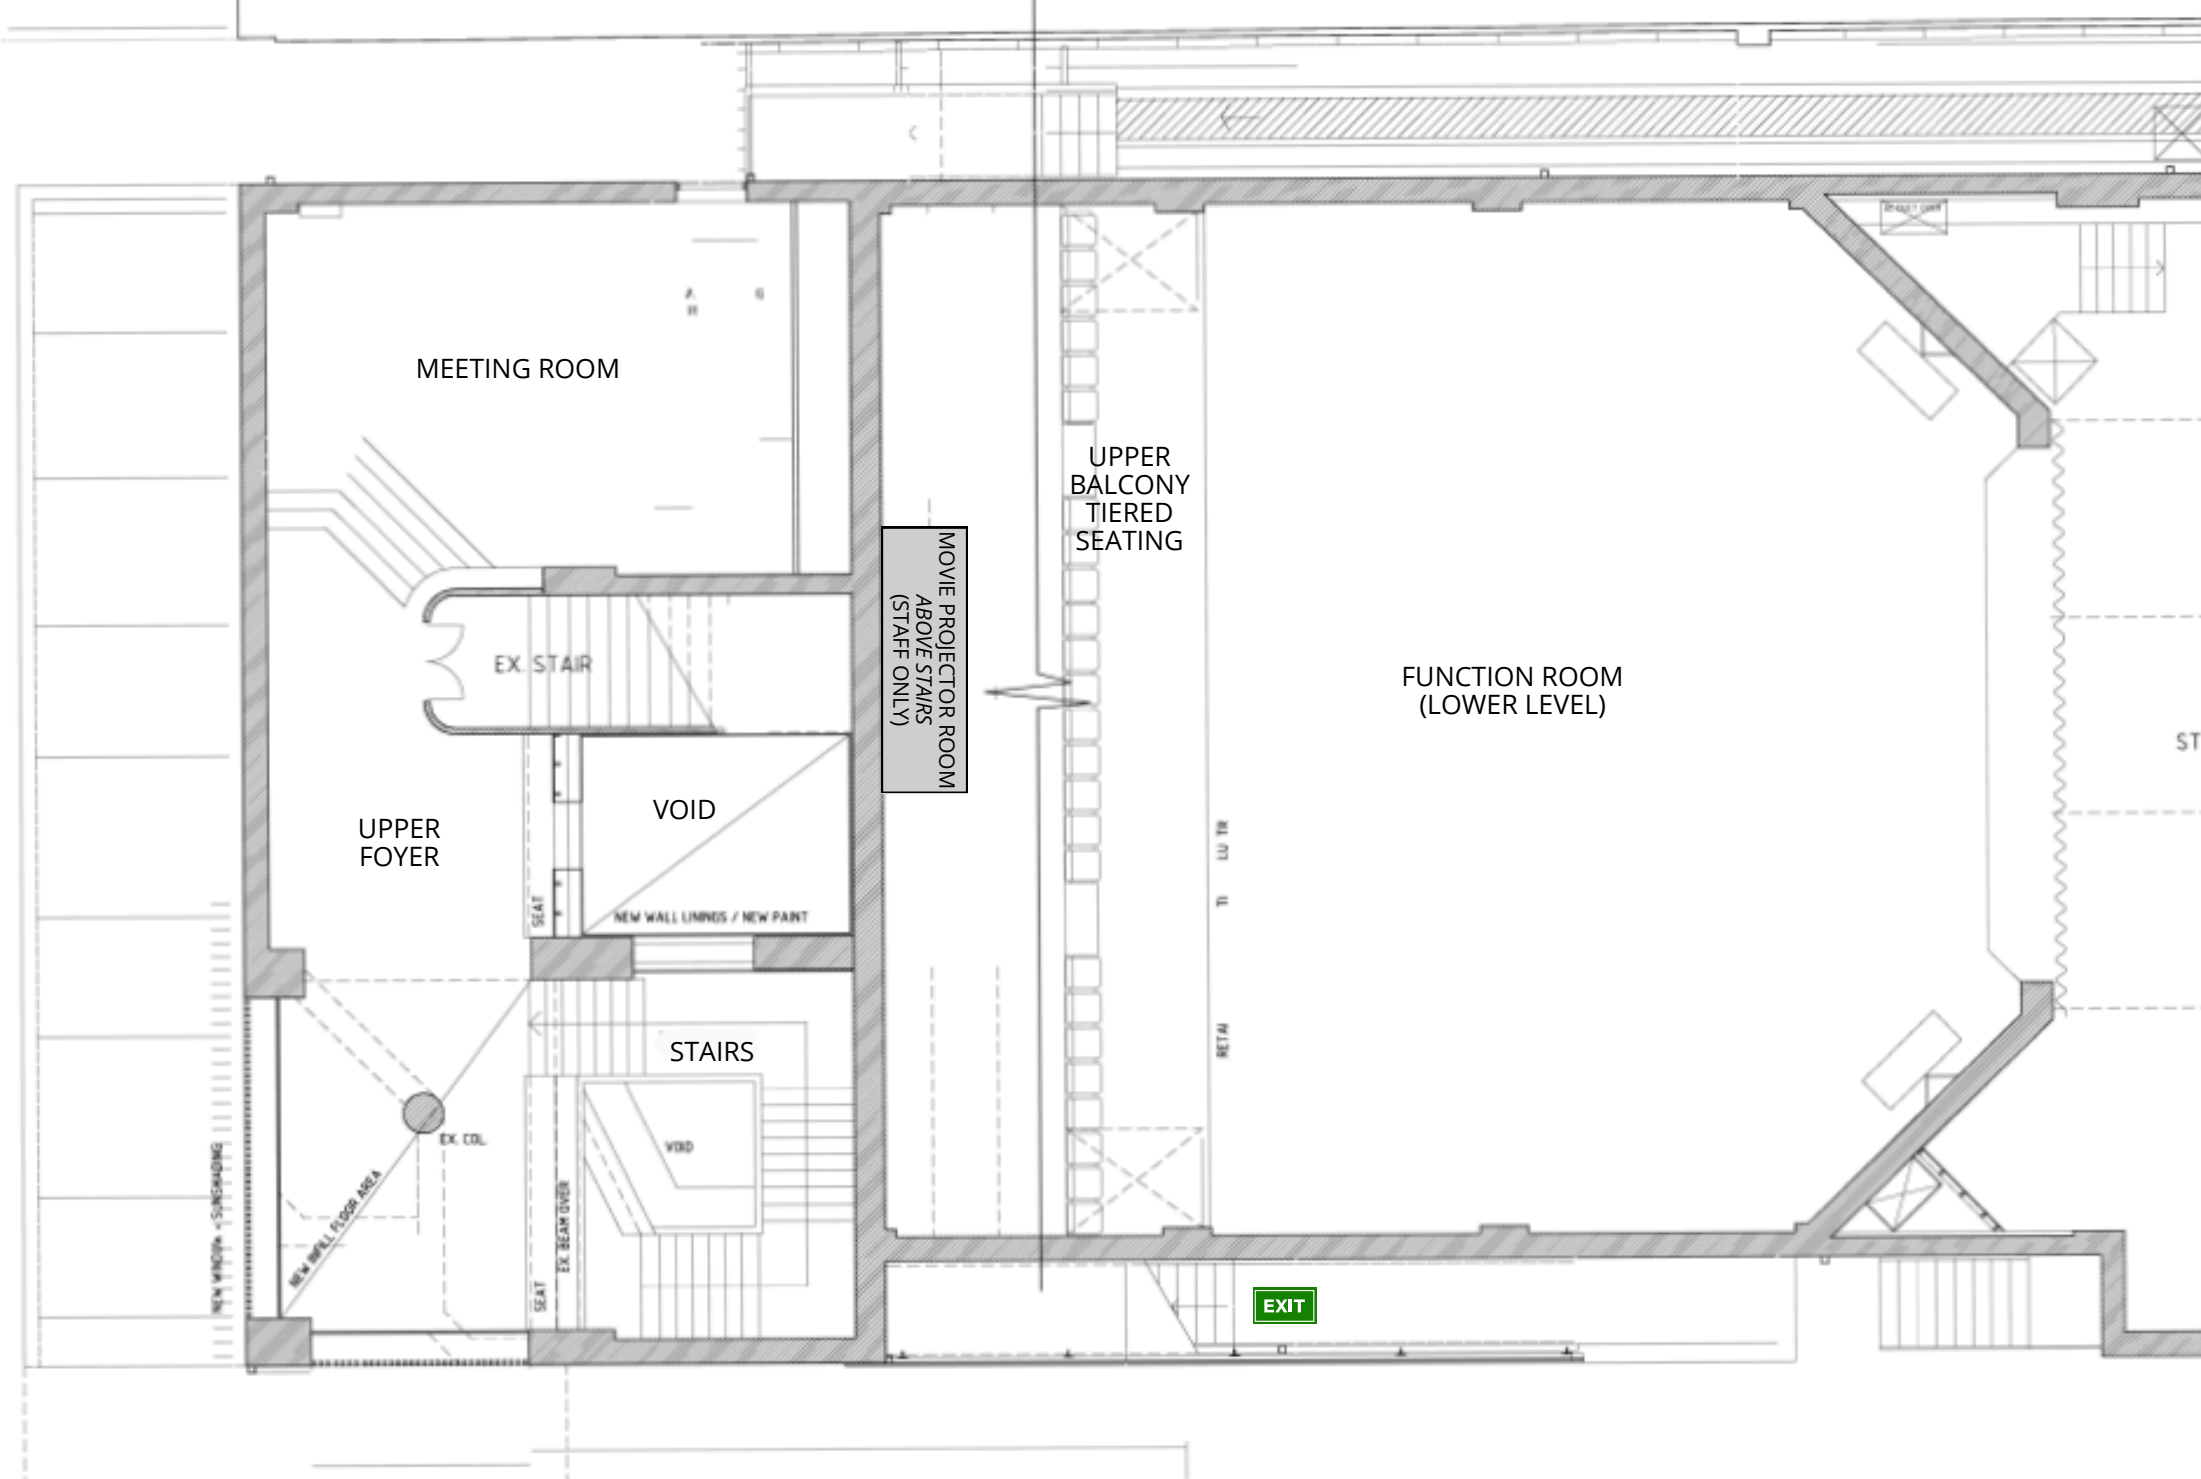 MEETING ROOM
UPPER
BALCONY
TIERED
SEATING
MOVIE PROJECTOR ROOM
ABOVE STAIRS
(STAFF ONLY)
FUNCTION ROOM
(LOWER LEVEL)
EX. STAIR
ST
VOID
UPPER
FOYER
SEAT
NEW WALL LININGS / NEW PAINT
STAIRS
EX. COL.
VOID
NEW INFILL FLOOR AREA
NEW WINDOW + SUNSHADING
EX. BEAM OVER
SEAT
EXIT